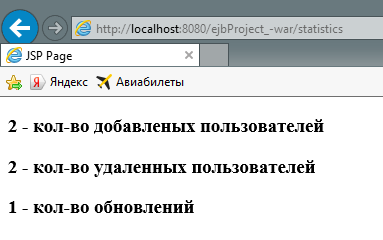 http://localhost:8080/ejbProject_-war/statistics
JSP Page
Яндекс Авиабилеты
2 - кол-во добавленых пользователей
2 - кол-во удаленных пользователей
1 - кол-во обновлений